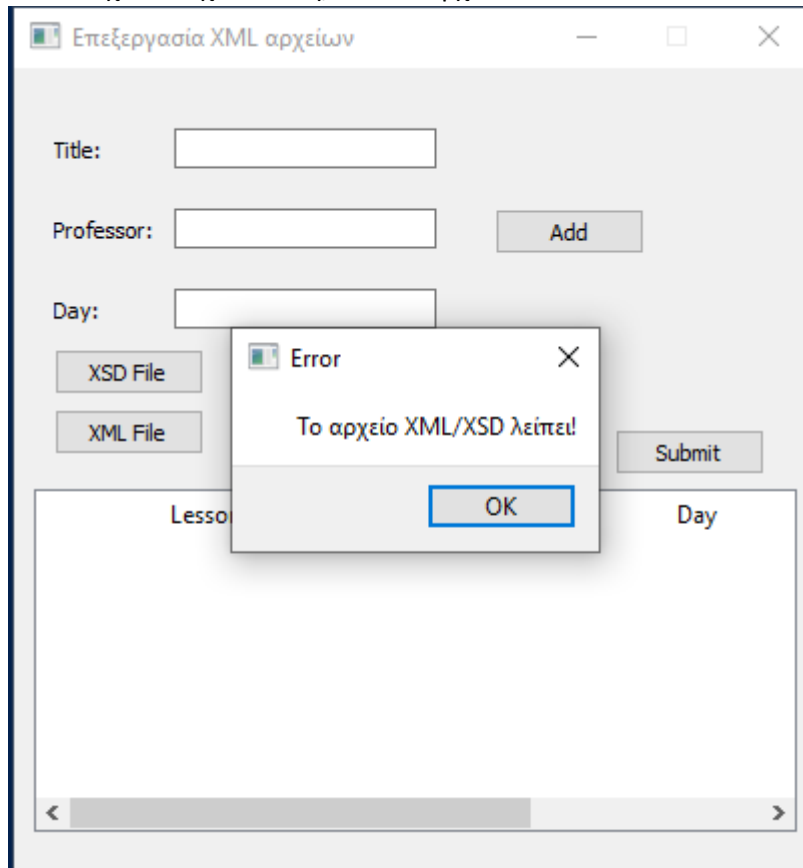 Επεξεργασία XML αρχείων
Title:
Professor:
Add
Day:
XSD File
Error
Το αρχείο XML/XSD λείπει!
XML File
OK
Submit
Day